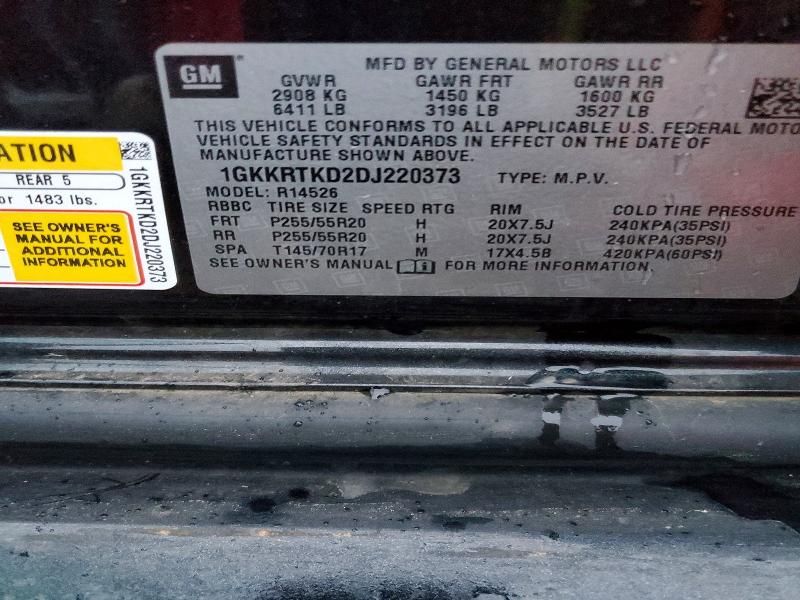 GM
MFD BY GENERAL MOTORS LLC
GVWR GAWR FRT GAWR RR
2908 KG 1450 KG 1600 KG
6411 LB 3196 LB 3527 LB
THIS VEHICLE CONFORMS TO ALL APPLICABLE U.S. FEDERAL MOTO
VEHICLE SAFETY STANDARDS IN EFFECT ON THE DATE OF
MANUFACTURE SHOWN ABOVE.
1GKKRTKD2DJ220373 TYPE: M.P.V.
MODEL: R14526
RBBC TIRE SIZE SPEED RTG RIM COLD TIRE PRESSURE
FRT P255/55R20 H 20X7.5J 240KPA(35PSI)
RR P255/55R20 H 20X7.5J 240KPA(35PSI)
SPA T145/70R17 M 17X4.5B 420KPA(60PSI)
SEE OWNER'S MANUAL FOR MORE INFORMATION.
ATION
REAR 5
or 1483 lbs.
SEE OWNER'S
MANUAL FOR
ADDITIONAL
INFORMATION
1GKKRTKD2DJ220373